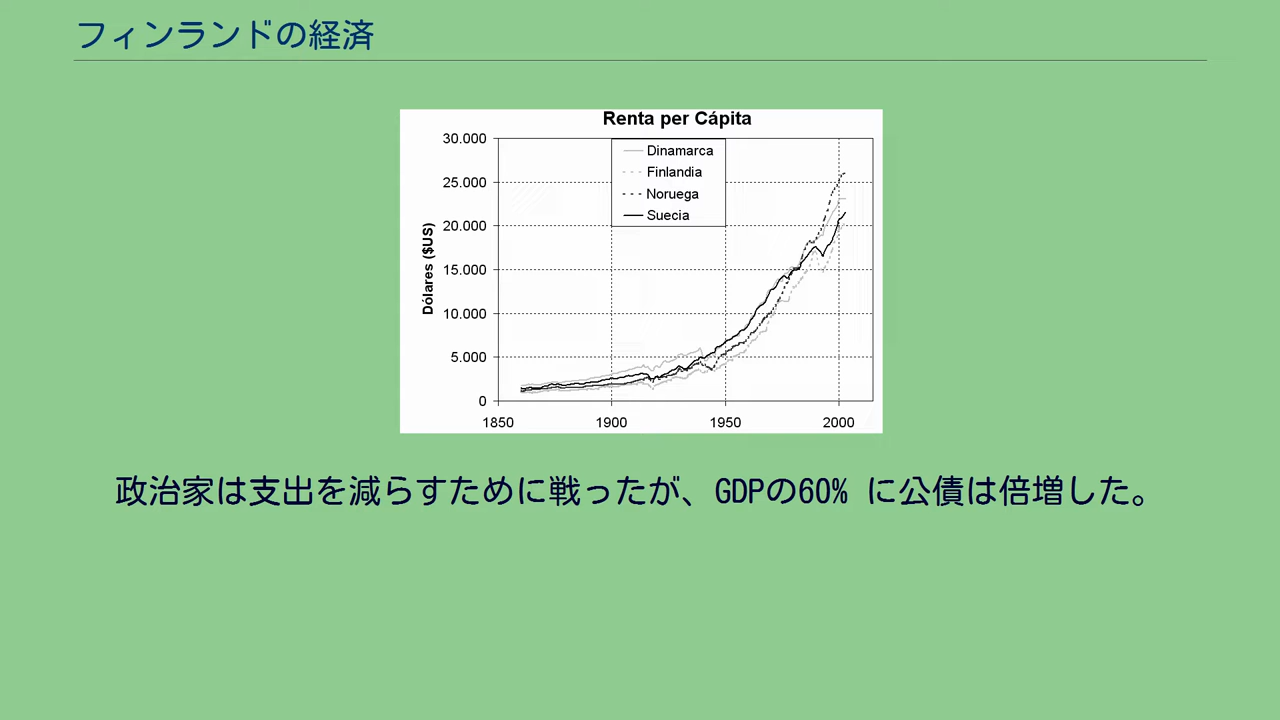 フィンランドの経済
Renta per Cápita
30.000
25.000
20.000
15.000
10.000
5.000
0
Dólares ($US)
Dinamarca
Finlandia
Noruega
Suecia
1850 1900 1950 2000
政治家は支出を減らすために戦ったが、GDPの60% に公債は倍増した。